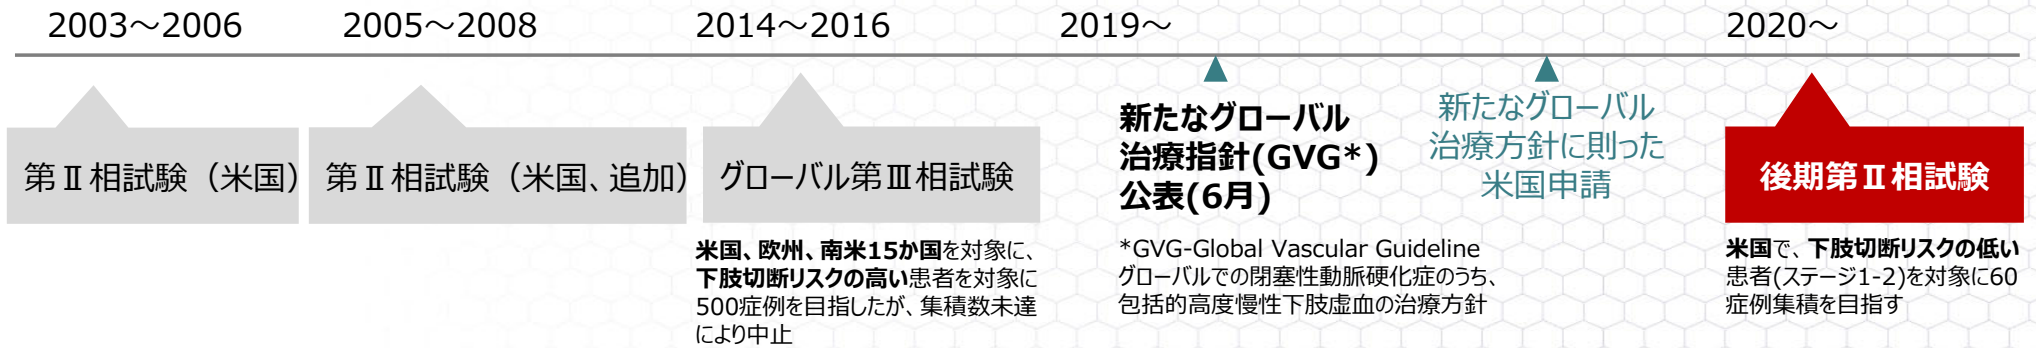 2003～2006
2005～2008
2014～2016
2019～
2020～
第Ⅱ相試験（米国）
第Ⅱ相試験（米国、追加）
グローバル第Ⅲ相試験
米国、欧州、南米15か国を対象に、
下肢切断リスクの高い患者を対象に
500症例を目指したが、集積数未達
により中止
新たなグローバル
治療指針(GVG*)
公表(6月)
*GVG-Global Vascular Guideline
グローバルでの閉塞性動脈硬化症のうち、
包括的高度慢性下肢虚血の治療方針
新たなグローバル
治療方針に則った
米国申請
後期第Ⅱ相試験
米国で、下肢切断リスクの低い
患者(ステージ1-2)を対象に60
症例集積を目指す